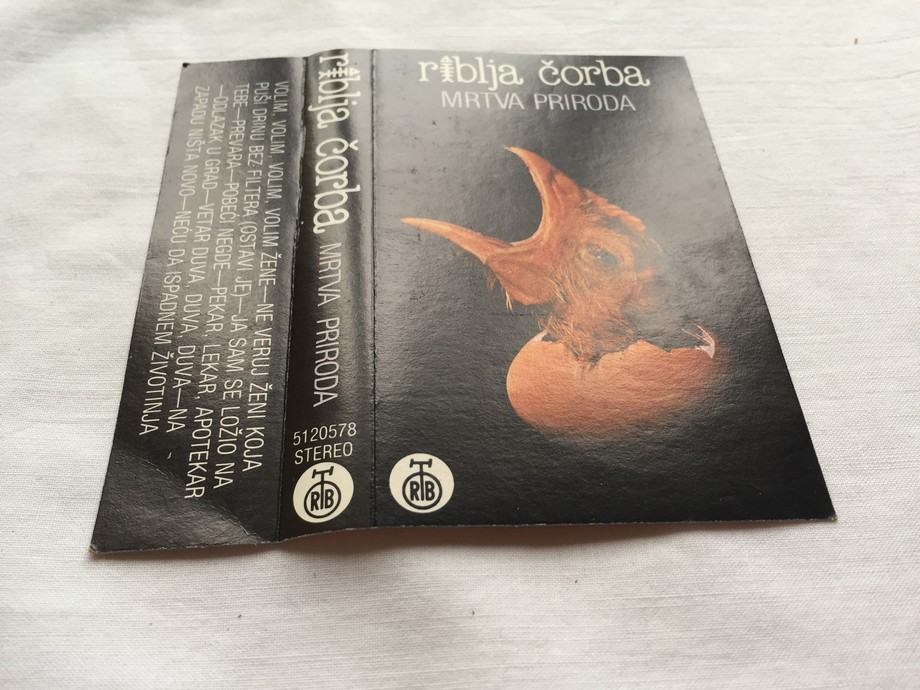 VOLIM, VOLIM, VOLIM, VOLIM ŽENE—NE VERUJ ŽENI KOJA
PUŠI DRINU BEZ FILTERA (OSTAVI JE)—JA SAM SE LOŽIO NA
TEBE—PREVARA—POBEĆI NEGDE—PEKAR, LEKAR, APOTEKAR
—ODLAZAK U GRAD—VETAR DUVA, DUVA, DUVA—NA
ZAPADU NIŠTA NOVO—NEĆU DA ISPADNEM ŽIVOTINJA
riblja čorba MRTVA PRIRODA
5120578
STEREO
RTB
riblja čorba
MRTVA PRIRODA
RTB